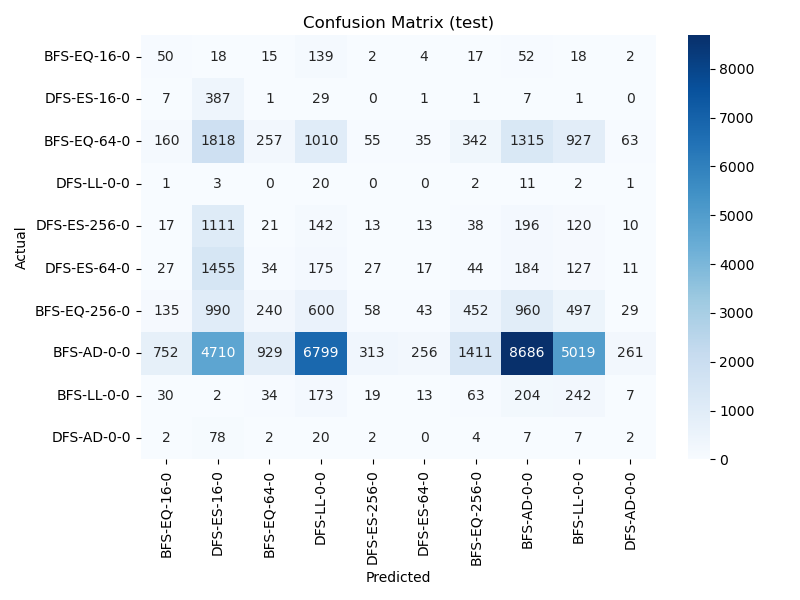 Confusion Matrix (test)
BFS-EQ-16-0 50 18 15 139 2 4 17 52 18 2
DFS-ES-16-0 7 387 1 29 0 1 1 7 1 0
BFS-EQ-64-0 160 1818 257 1010 55 35 342 1315 927 63
DFS-LL-0-0 1 3 0 20 0 0 2 11 2 1
DFS-ES-256-0 17 1111 21 142 13 13 38 196 120 10
DFS-ES-64-0 27 1455 34 175 27 17 44 184 127 11
BFS-EQ-256-0 135 990 240 600 58 43 452 960 497 29
BFS-AD-0-0 752 4710 929 6799 313 256 1411 8686 5019 261
BFS-LL-0-0 30 2 34 173 19 13 63 204 242 7
DFS-AD-0-0 2 78 2 20 2 0 4 7 7 2
Actual
BFS-EQ-16-0
DFS-ES-16-0
BFS-EQ-64-0
DFS-LL-0-0
DFS-ES-256-0
DFS-ES-64-0
BFS-EQ-256-0
BFS-AD-0-0
BFS-LL-0-0
DFS-AD-0-0
Predicted
8000
7000
6000
5000
4000
3000
2000
1000
0